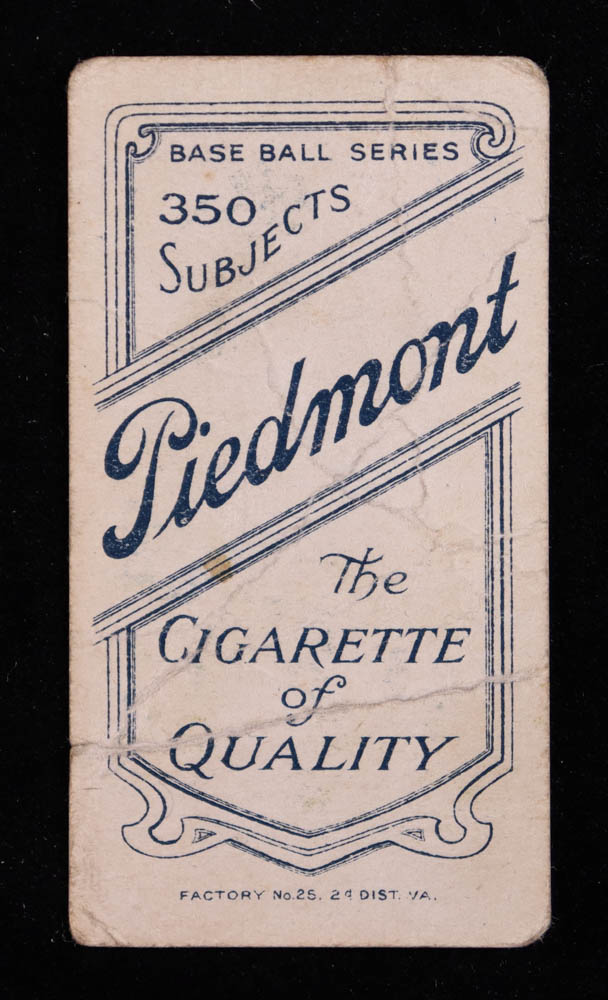 BASE BALL SERIES
350
SUBJECTS
Piedmont
The
CIGARETTE
of
QUALITY
FACTORY No. 25. 2d DIST. VA.